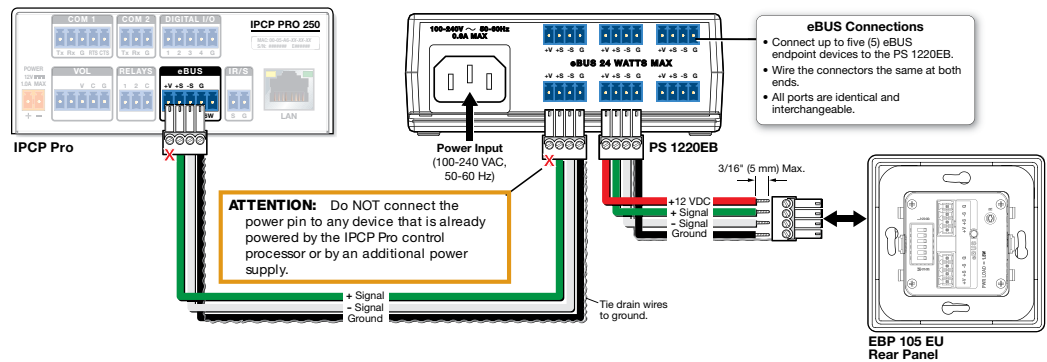 COM 1 COM 2 DIGITAL I/O
IPCP PRO 250
Tx Rx G RTS CTS Tx Rx G 1 2 3 4 G
POWER
12V
1.0A MAX
+ −
VOL RELAYS eBUS IR/S
V C G 1 2 C +V +S -S G S G
LAN
IPCP Pro
100-240V ~ 50-60Hz
0.8A MAX
+V +S -S G +V +S -S G +V +S -S G
eBUS 24 WATTS MAX
+V +S -S G +V +S -S G +V +S -S G
Power Input
(100-240 VAC,
50-60 Hz)
PS 1220EB
eBUS Connections
• Connect up to five (5) eBUS
endpoint devices to the PS 1220EB.
• Wire the connectors the same at both
ends.
• All ports are identical and
interchangeable.
X
X
3/16" (5 mm) Max.
+12 VDC
+ Signal
- Signal
Ground
ATTENTION: Do NOT connect the
power pin to any device that is already
powered by the IPCP Pro control
processor or by an additional power
supply.
+ Signal
- Signal
Ground
Tie drain wires
to ground.
+V +S -S G
+V +S -S G
EBP 105 EU
Rear Panel